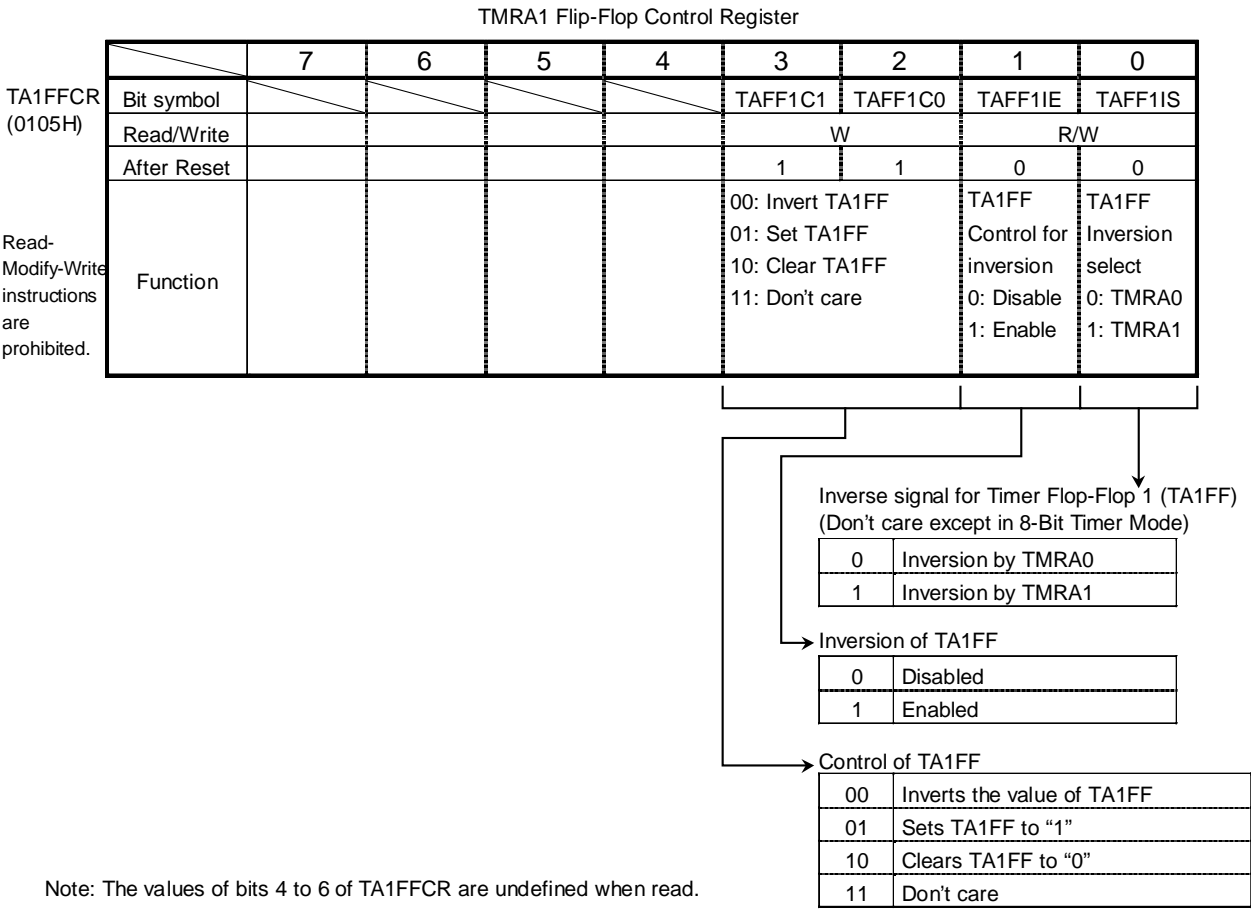 TMRA1 Flip-Flop Control Register
7 6 5 4 3 2 1 0
TA1FFCR
(0105H)
Bit symbol TAFF1C1 TAFF1C0 TAFF1IE TAFF1IS
Read/Write W R/W
After Reset 1 1 0 0
Read-
Modify-Write
instructions
are
prohibited.
Function
00: Invert TA1FF
01: Set TA1FF
10: Clear TA1FF
11: Don't care
TA1FF
Control for
inversion
0: Disable
1: Enable
TA1FF
Inversion
select
0: TMRA0
1: TMRA1
Inverse signal for Timer Flop-Flop 1 (TA1FF)
(Don't care except in 8-Bit Timer Mode)
0 Inversion by TMRA0
1 Inversion by TMRA1
Inversion of TA1FF
0 Disabled
1 Enabled
Control of TA1FF
00 Inverts the value of TA1FF
01 Sets TA1FF to “1”
10 Clears TA1FF to “0”
11 Don't care
Note: The values of bits 4 to 6 of TA1FFCR are undefined when read.